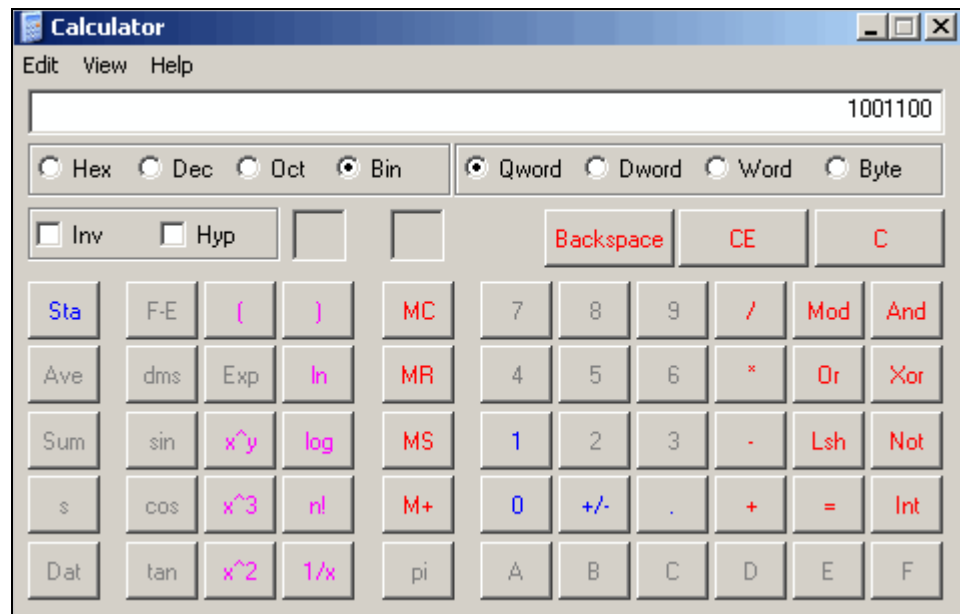 Calculator
Edit View Help
1001100
Hex Dec Oct Bin Qword Dword Word Byte
Inv Hyp Backspace CE C
Sta F-E ( ) MC 7 8 9 / Mod And
Ave dms Exp ln MR 4 5 6 * Or Xor
Sum sin x^y log MS 1 2 3 - Lsh Not
s cos x^3 n! M+ 0 +/- . + = Int
Dat tan x^2 1/x pi A B C D E F